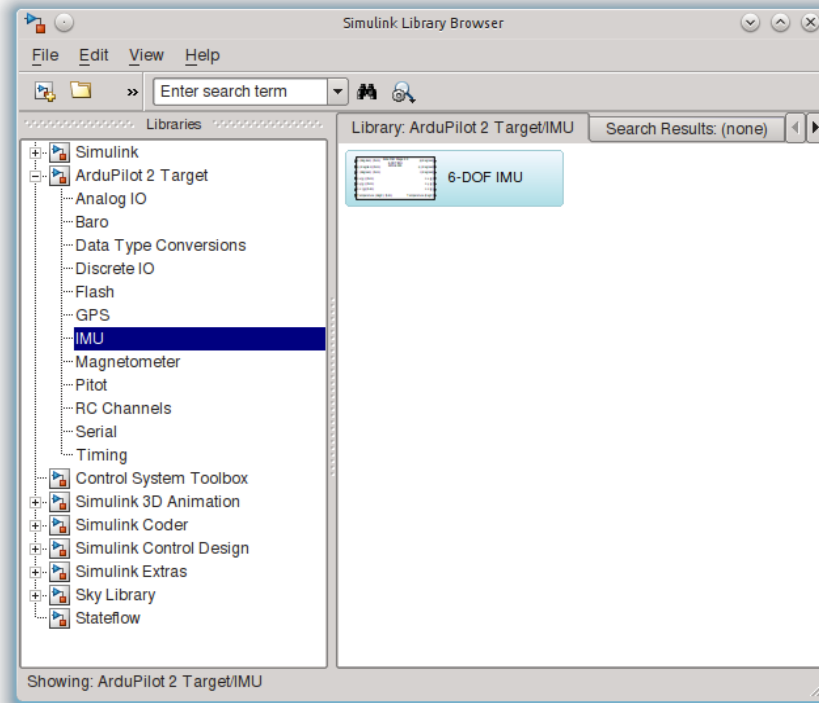 Simulink Library Browser
File Edit View Help
» Enter search term
Libraries
Library: ArduPilot 2 Target/IMU
Search Results: (none)
Simulink
ArduPilot 2 Target
Analog IO
Baro
Data Type Conversions
Discrete IO
Flash
GPS
IMU
Magnetometer
Pitot
RC Channels
Serial
Timing
Control System Toolbox
Simulink 3D Animation
Simulink Coder
Simulink Control Design
Simulink Extras
Sky Library
Stateflow
6-DOF IMU
Showing: ArduPilot 2 Target/IMU